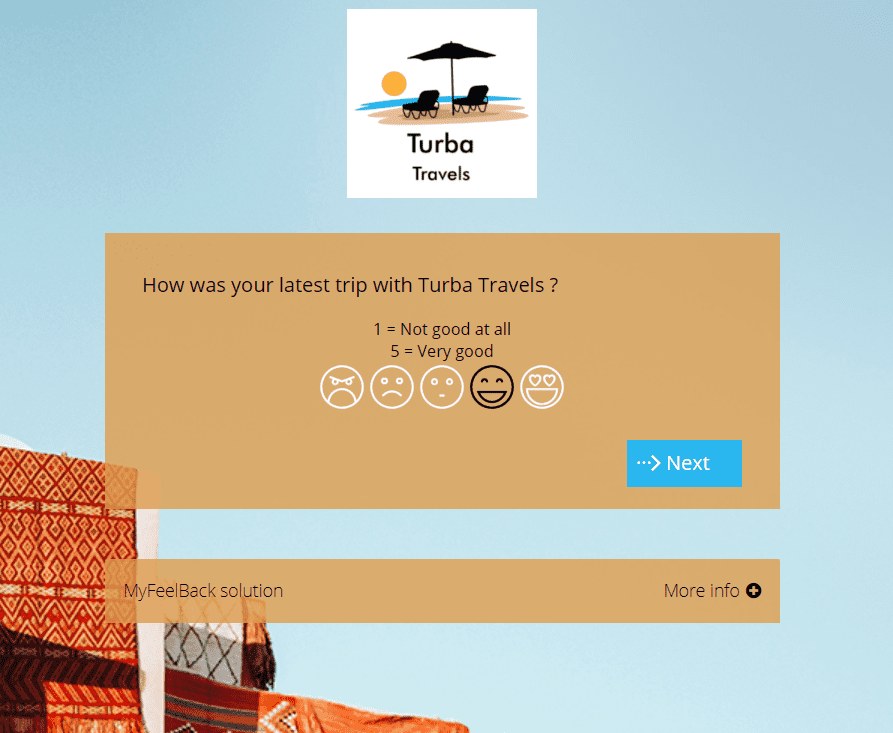 Turba
Travels
How was your latest trip with Turba Travels ?
1 = Not good at all
5 = Very good
Next
MyFeelBack solution
More info